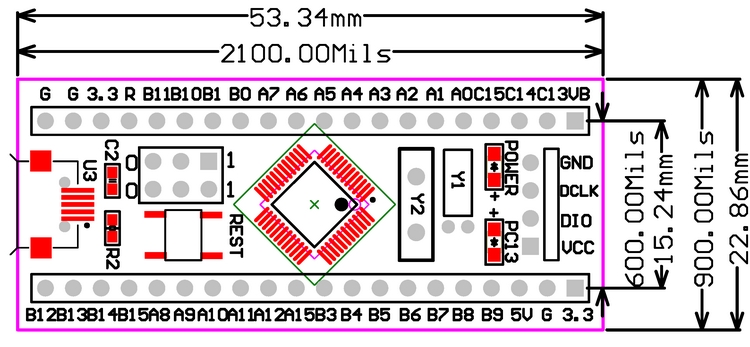 53.34mm
2100.00Mils
G G 3.3 R B11B10B1 B0 A7 A6 A5 A4 A3 A2 A1 A0C15C14C13VB
C2
U3
0 1
0 1
R2
REST
Y2
Y1
POWER
+ +
PC13
GND
DCLK
DIO
VCC
600.00Mils
15.24mm
900.00Mils
22.86mm
B12B13B14B15A8 A9 A10A11A12A15B3 B4 B5 B6 B7 B8 B9 5V G 3.3